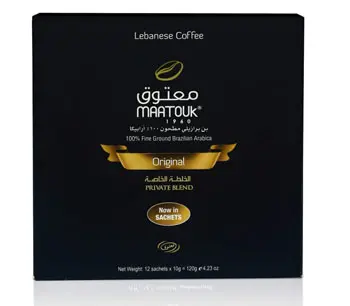 Lebanese Coffee
معتوق
MAATOUK®
1960
بن برازيلي مطحون ١٠٠٪ أرابيكا
100% Fine Ground Brazilian Arabica
Original
الخلطة الخاصة
PRIVATE BLEND
Now in
SACHETS
Net Weight: 12 sachets x 10g = 120g ℮ 4.23 oz